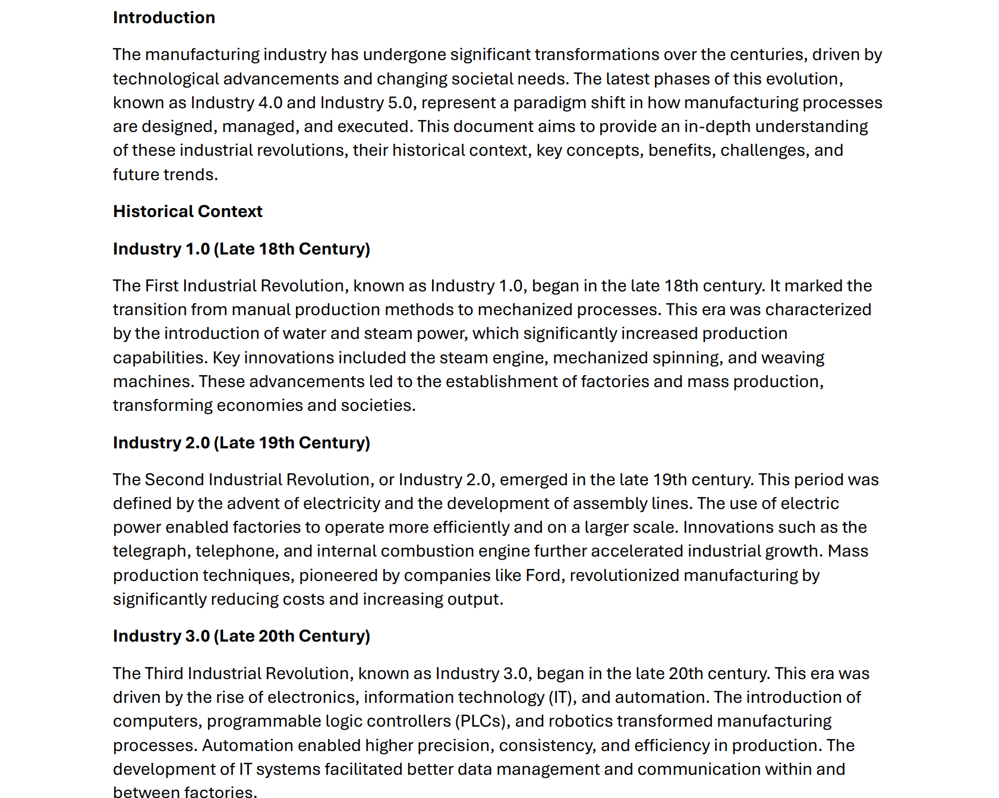 Introduction
The manufacturing industry has undergone significant transformations over the centuries, driven by
technological advancements and changing societal needs. The latest phases of this evolution,
known as Industry 4.0 and Industry 5.0, represent a paradigm shift in how manufacturing processes
are designed, managed, and executed. This document aims to provide an in-depth understanding
of these industrial revolutions, their historical context, key concepts, benefits, challenges, and
future trends.
Historical Context
Industry 1.0 (Late 18th Century)
The First Industrial Revolution, known as Industry 1.0, began in the late 18th century. It marked the
transition from manual production methods to mechanized processes. This era was characterized
by the introduction of water and steam power, which significantly increased production
capabilities. Key innovations included the steam engine, mechanized spinning, and weaving
machines. These advancements led to the establishment of factories and mass production,
transforming economies and societies.
Industry 2.0 (Late 19th Century)
The Second Industrial Revolution, or Industry 2.0, emerged in the late 19th century. This period was
defined by the advent of electricity and the development of assembly lines. The use of electric
power enabled factories to operate more efficiently and on a larger scale. Innovations such as the
telegraph, telephone, and internal combustion engine further accelerated industrial growth. Mass
production techniques, pioneered by companies like Ford, revolutionized manufacturing by
significantly reducing costs and increasing output.
Industry 3.0 (Late 20th Century)
The Third Industrial Revolution, known as Industry 3.0, began in the late 20th century. This era was
driven by the rise of electronics, information technology (IT), and automation. The introduction of
computers, programmable logic controllers (PLCs), and robotics transformed manufacturing
processes. Automation enabled higher precision, consistency, and efficiency in production. The
development of IT systems facilitated better data management and communication within and
between factories.